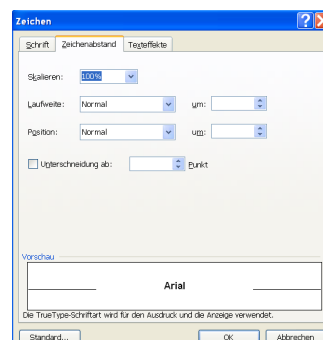 Zeichen
Schrift Zeichenabstand Texteffekte
Skalieren: 100%
Laufweite: Normal um:
Position: Normal um:
Unterschneidung ab: Punkt
Vorschau
Arial
Die TrueType-Schriftart wird für den Ausdruck und die Anzeige verwendet.
Standard... OK Abbrechen